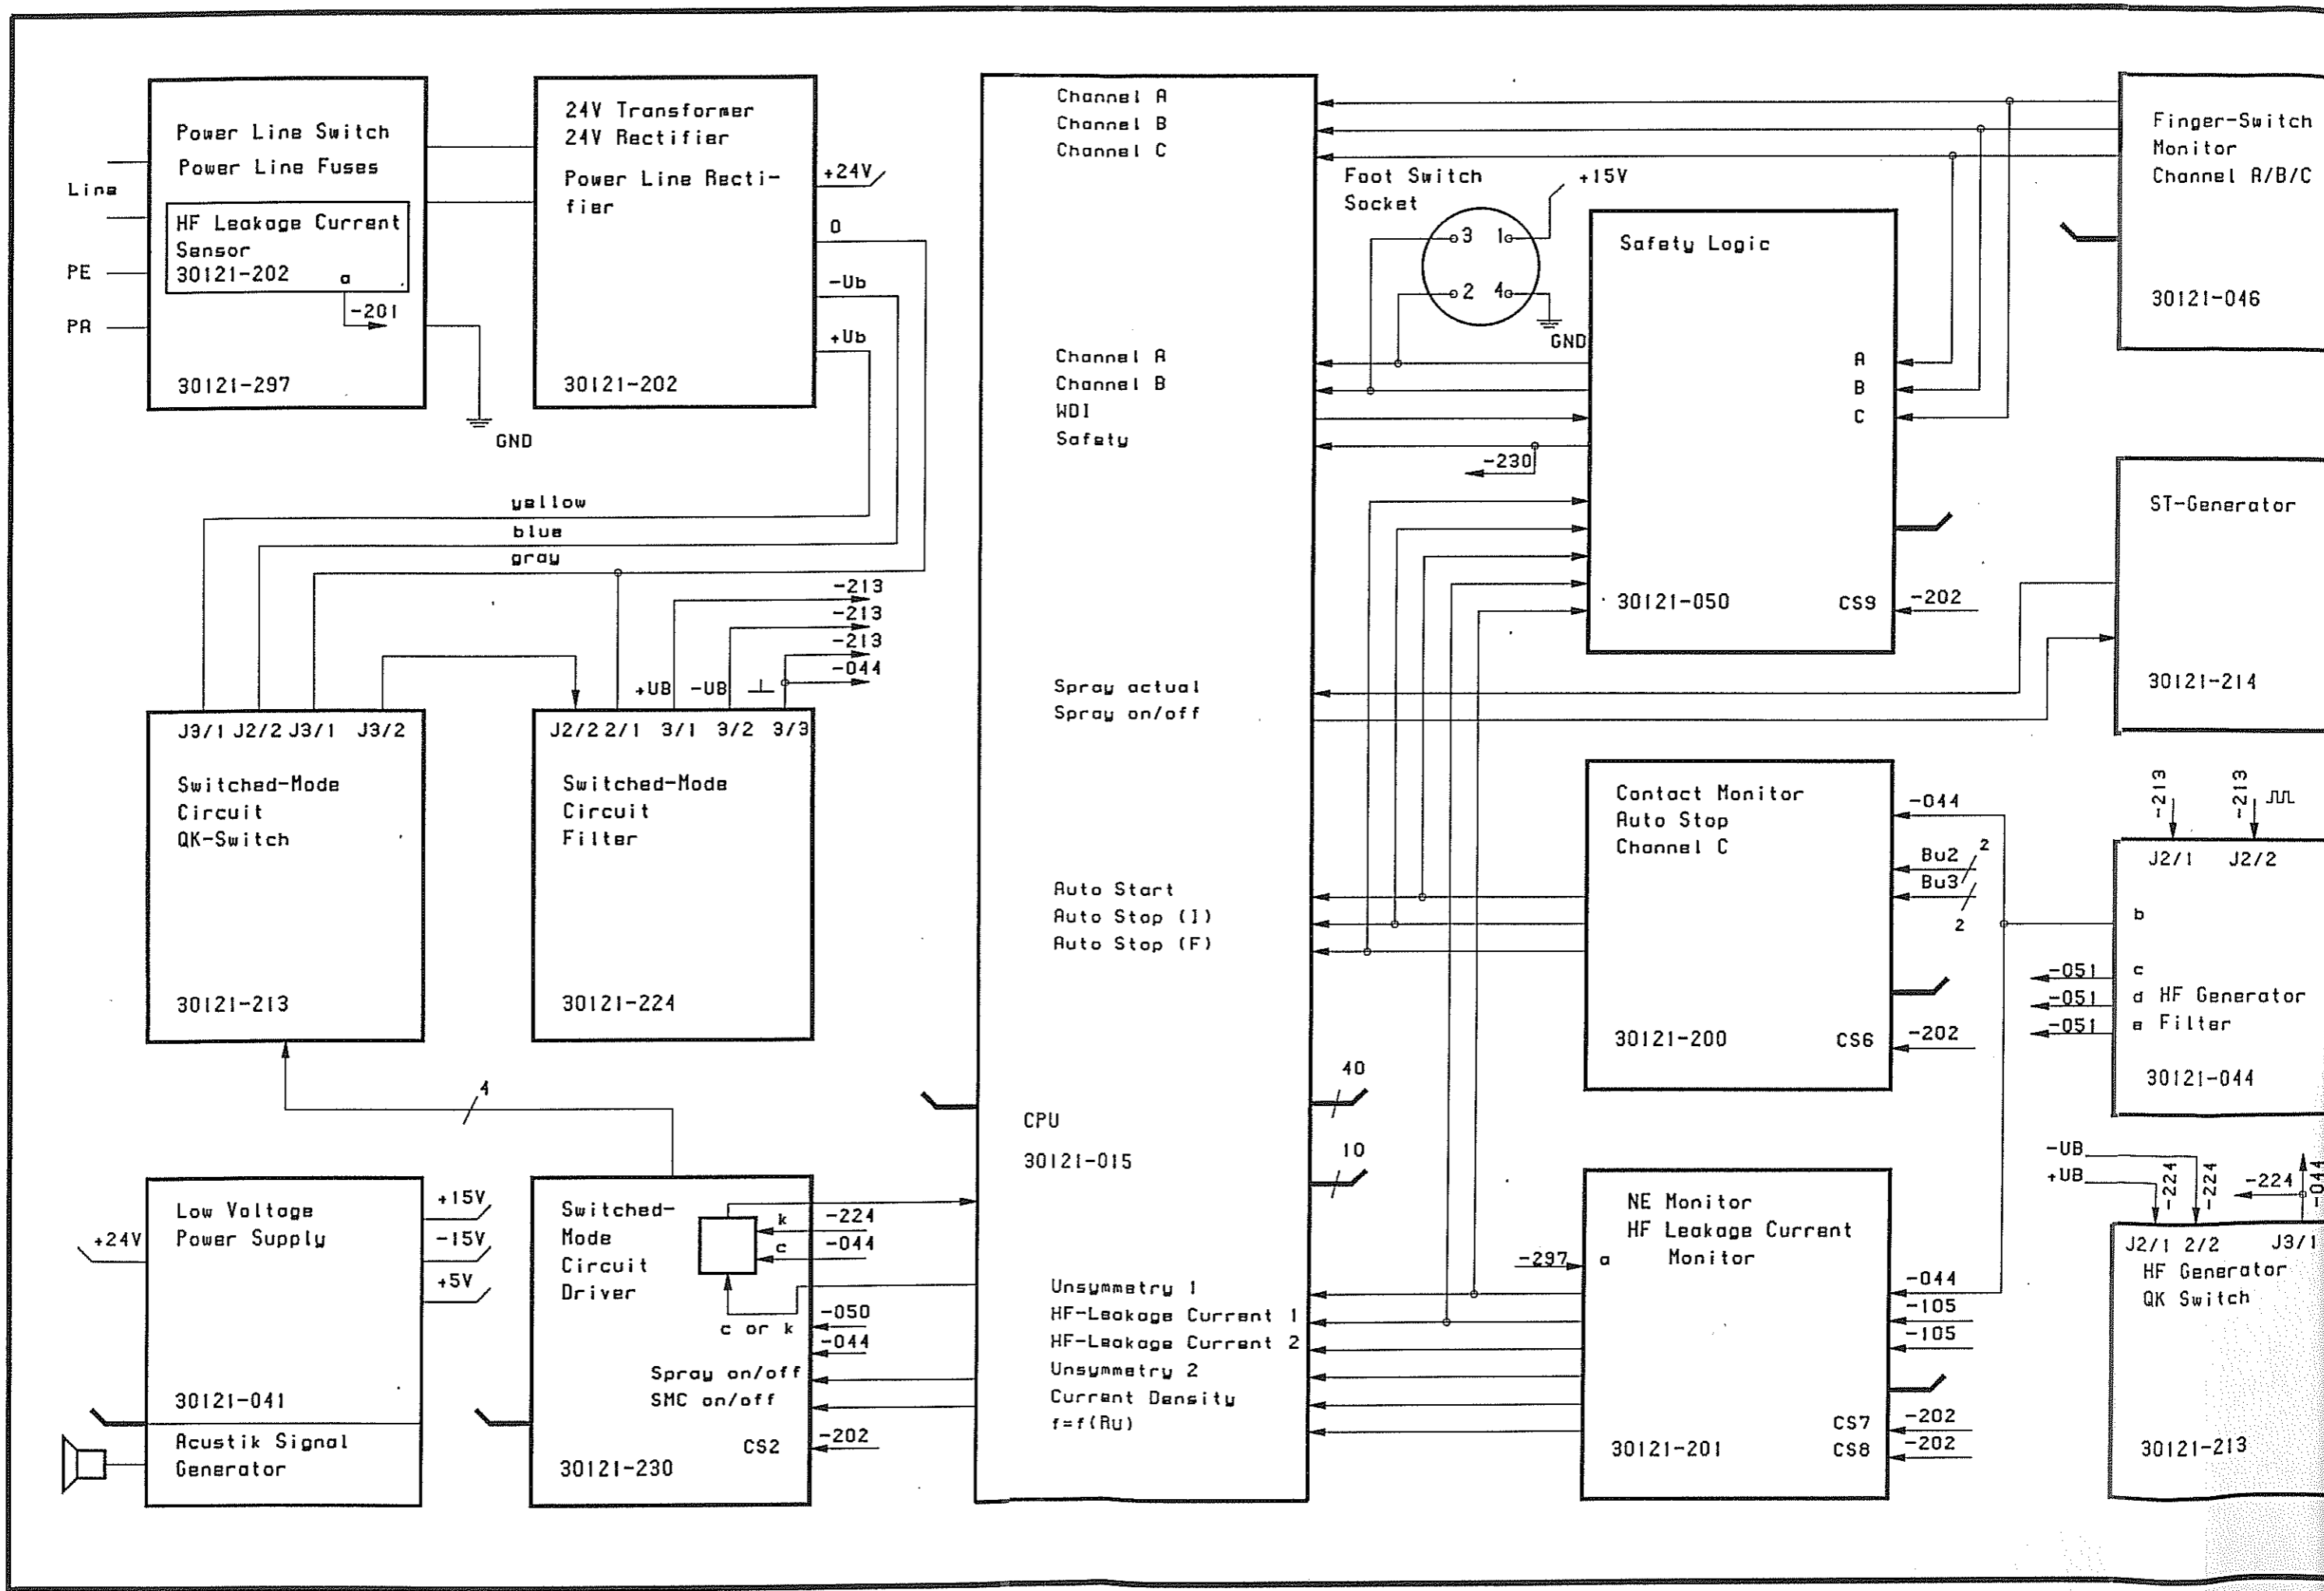 Line
PE
PA
Power Line Switch
Power Line Fuses
HF Leakage Current
Sensor
30121-202
a
-201
30121-297
GND
24V Transformer
24V Rectifier
Power Line Recti-
fier
30121-202
+24V
0
-Ub
+Ub
yellow
blue
gray
-213
-213
-213
-044
+UB -UB ⊥
J3/1 J2/2 J3/1 J3/2
Switched-Mode
Circuit
QK-Switch
30121-213
J2/2 2/1 3/1 3/2 3/3
Switched-Mode
Circuit
Filter
30121-224
4
+24V
Low Voltage
Power Supply
+15V
-15V
+5V
30121-041
Acustik Signal
Generator
Switched-
Mode
Circuit
Driver
k
c
-224
-044
c or k
-050
-044
Spray on/off
SMC on/off
CS2
-202
30121-230
Channel A
Channel B
Channel C
Channel A
Channel B
WDI
Safety
Spray actual
Spray on/off
Auto Start
Auto Stop (I)
Auto Stop (F)
CPU
30121-015
40
10
Unsymmetry 1
HF-Leakage Current 1
HF-Leakage Current 2
Unsymmetry 2
Current Density
f=f(RU)
Foot Switch
Socket
+15V
3 1
2 4
GND
-230
Safety Logic
A
B
C
30121-050
CS9
-202
Contact Monitor
Auto Stop
Channel C
-044
Bu2
2
Bu3
2
30121-200
CS6
-202
NE Monitor
HF Leakage Current
Monitor
-297
a
-044
-105
-105
CS7
-202
CS8
-202
30121-201
Finger-Switch
Monitor
Channel A/B/C
30121-046
ST-Generator
30121-214
-213
-213
J2/1 J2/2
b
c
d HF Generator
e Filter
-051
-051
-051
30121-044
-UB
+UB
-224
-224
-224
-044
J2/1 2/2 J3/1
HF Generator
QK Switch
30121-213